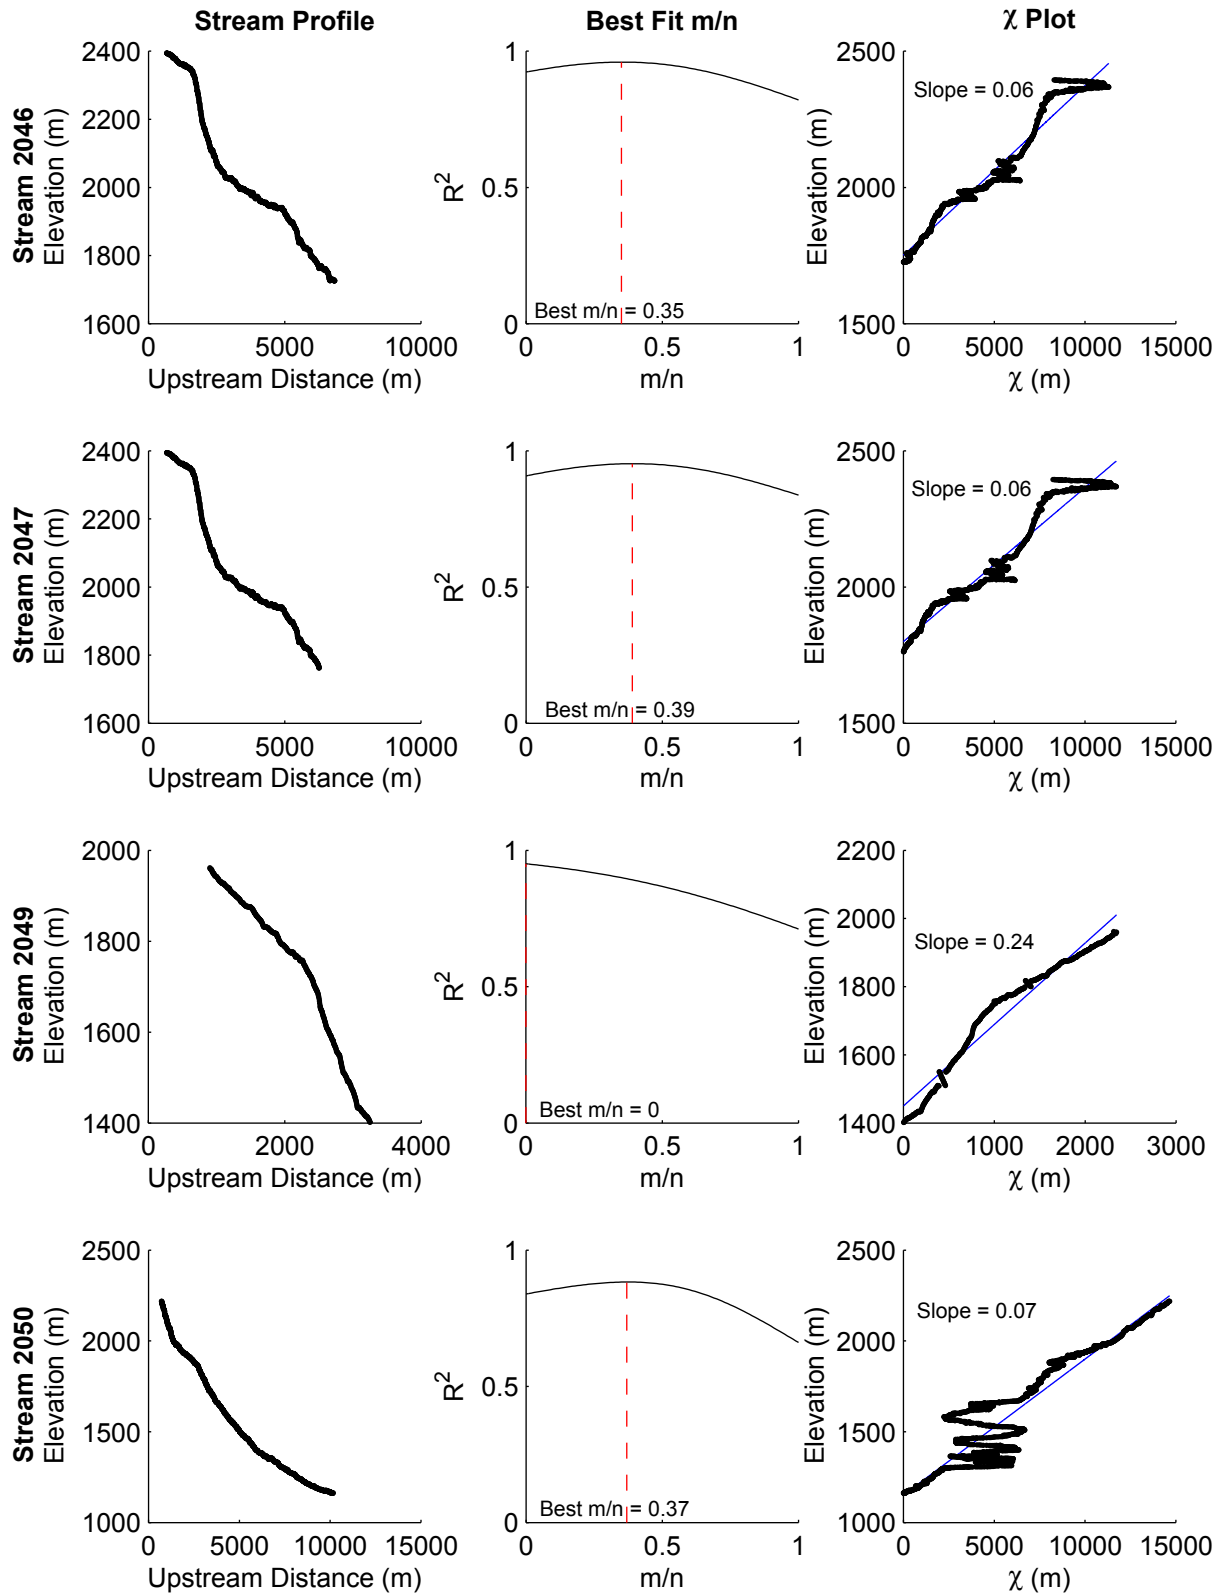 Stream Profile
Best Fit m/n
χ Plot
Stream 2046
Elevation (m)
2400
2200
2000
1800
1600
0
5000
10000
Upstream Distance (m)
R²
1
0.5
0
Best m/n = 0.35
0
0.5
1
m/n
Elevation (m)
2500
2000
1500
Slope = 0.06
0
5000
10000
15000
χ (m)
Stream 2047
Elevation (m)
2400
2200
2000
1800
1600
0
5000
10000
Upstream Distance (m)
R²
1
0.5
0
Best m/n = 0.39
0
0.5
1
m/n
Elevation (m)
2500
2000
1500
Slope = 0.06
0
5000
10000
15000
χ (m)
Stream 2049
Elevation (m)
2000
1800
1600
1400
0
2000
4000
Upstream Distance (m)
R²
1
0.5
0
Best m/n = 0
0
0.5
1
m/n
Elevation (m)
2200
2000
1800
1600
1400
Slope = 0.24
0
1000
2000
3000
χ (m)
Stream 2050
Elevation (m)
2500
2000
1500
1000
0
5000
10000
15000
Upstream Distance (m)
R²
1
0.5
0
Best m/n = 0.37
0
0.5
1
m/n
Elevation (m)
2500
2000
1500
1000
Slope = 0.07
0
5000
10000
15000
χ (m)